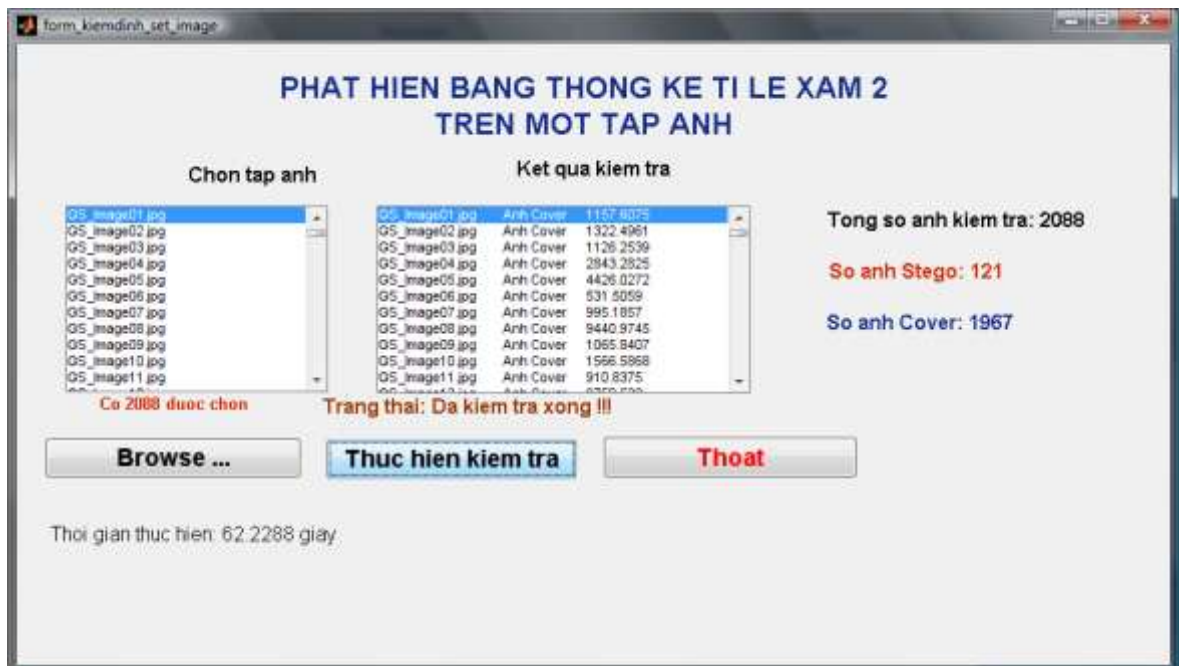 form_kiemdinh_set_image
PHAT HIEN BANG THONG KE TI LE XAM 2
TREN MOT TAP ANH
Chon tap anh
Ket qua kiem tra
GS_Image01.jpg
GS_Image02.jpg
GS_Image03.jpg
GS_Image04.jpg
GS_Image05.jpg
GS_Image06.jpg
GS_Image07.jpg
GS_Image08.jpg
GS_Image09.jpg
GS_Image10.jpg
GS_Image11.jpg
GS_Image01.jpg Anh Cover 1157.6075
GS_Image02.jpg Anh Cover 1322.4961
GS_Image03.jpg Anh Cover 1126.2539
GS_Image04.jpg Anh Cover 2843.2825
GS_Image05.jpg Anh Cover 4426.0272
GS_Image06.jpg Anh Cover 531.5059
GS_Image07.jpg Anh Cover 995.1857
GS_Image08.jpg Anh Cover 9440.9745
GS_Image09.jpg Anh Cover 1065.8407
GS_Image10.jpg Anh Cover 1566.5868
GS_Image11.jpg Anh Cover 910.8375
Tong so anh kiem tra: 2088
So anh Stego: 121
So anh Cover: 1967
Co 2088 duoc chon
Trang thai: Da kiem tra xong !!!
Browse ...
Thuc hien kiem tra
Thoat
Thoi gian thuc hien: 62.2288 giay